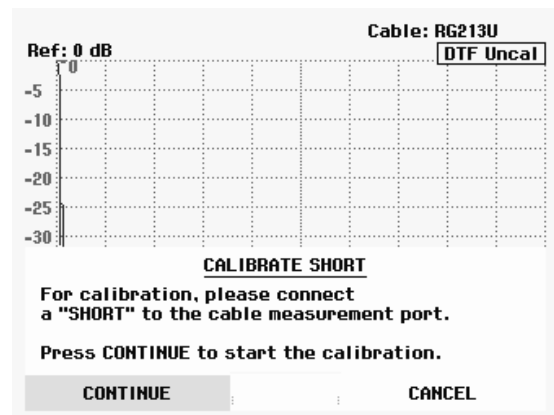 Cable: RG213U
Ref: 0 dB
DTF Uncal
0
-5
-10
-15
-20
-25
-30
CALIBRATE SHORT
For calibration, please connect
a "SHORT" to the cable measurement port.
Press CONTINUE to start the calibration.
CONTINUE CANCEL